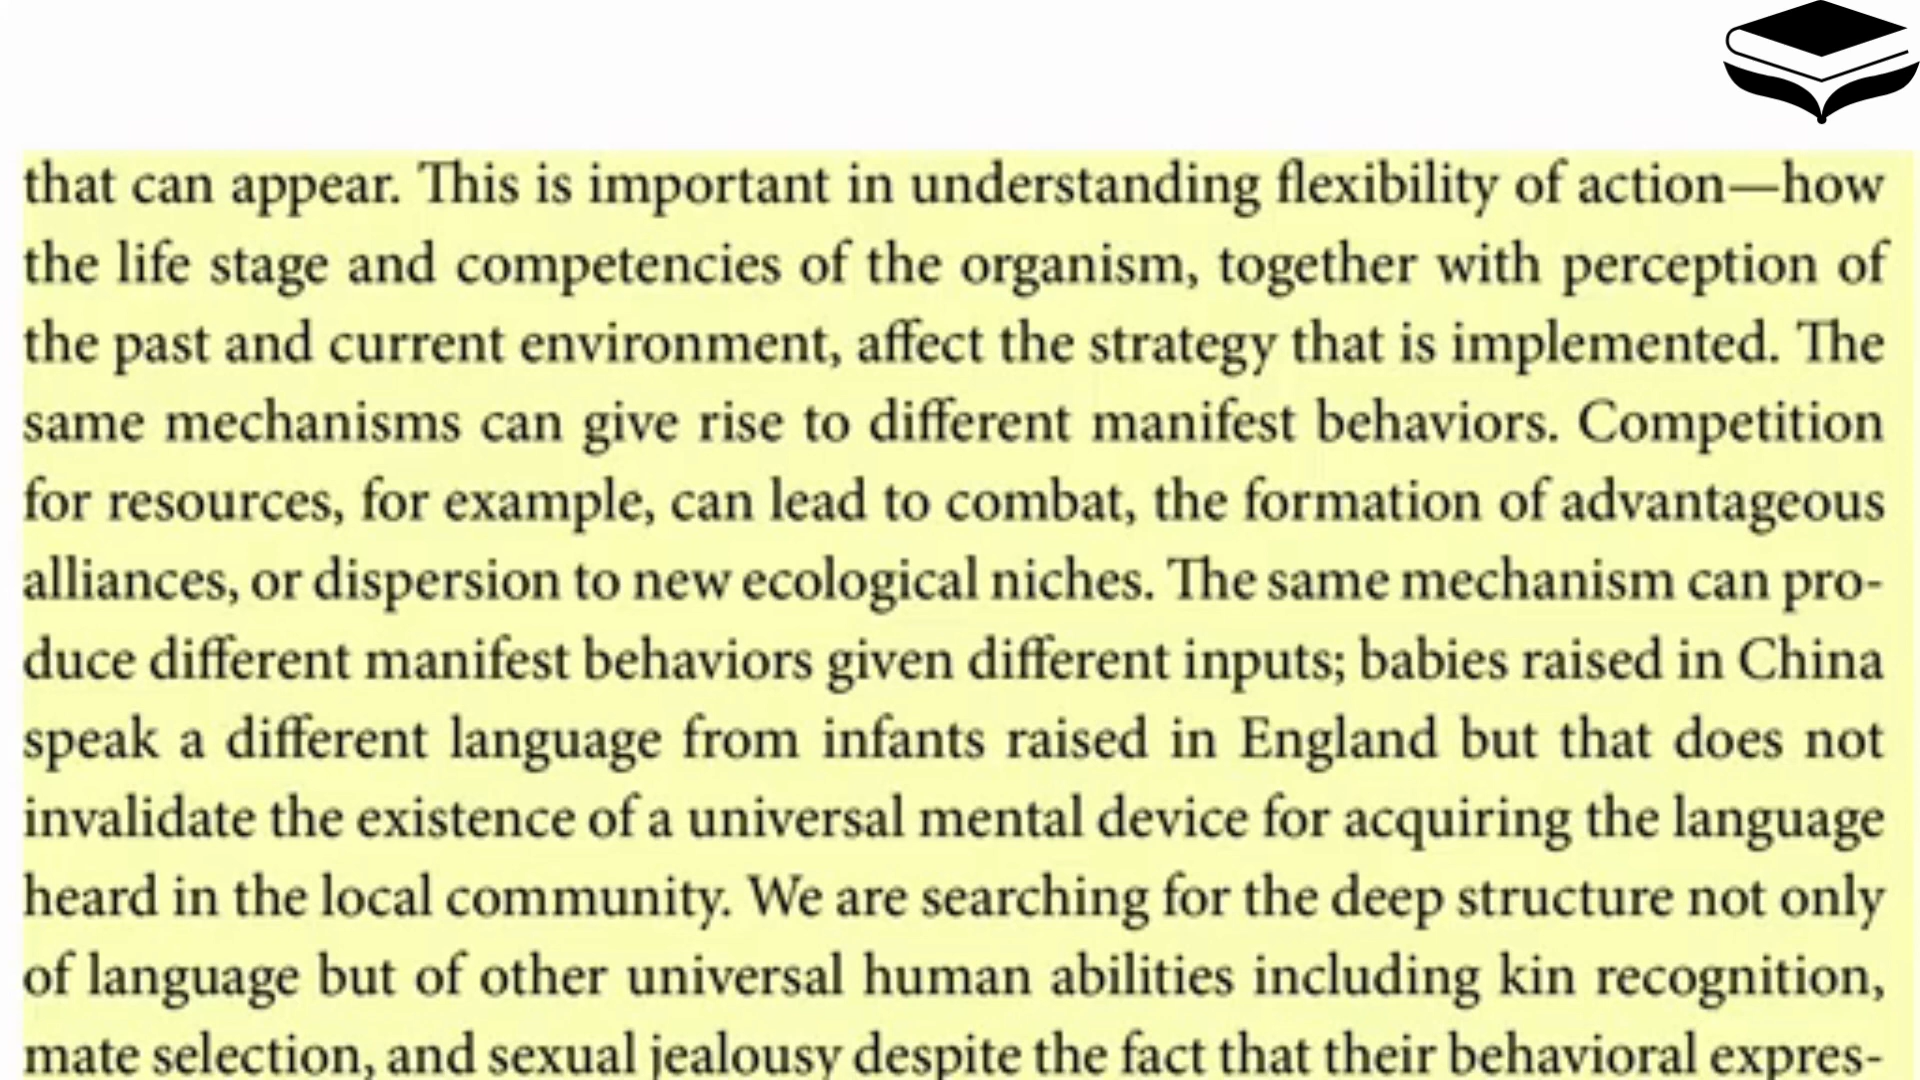 that can appear. This is important in understanding flexibility of action—how
the life stage and competencies of the organism, together with perception of
the past and current environment, affect the strategy that is implemented. The
same mechanisms can give rise to different manifest behaviors. Competition
for resources, for example, can lead to combat, the formation of advantageous
alliances, or dispersion to new ecological niches. The same mechanism can pro-
duce different manifest behaviors given different inputs; babies raised in China
speak a different language from infants raised in England but that does not
invalidate the existence of a universal mental device for acquiring the language
heard in the local community. We are searching for the deep structure not only
of language but of other universal human abilities including kin recognition,
mate selection, and sexual jealousy despite the fact that their behavioral expres-